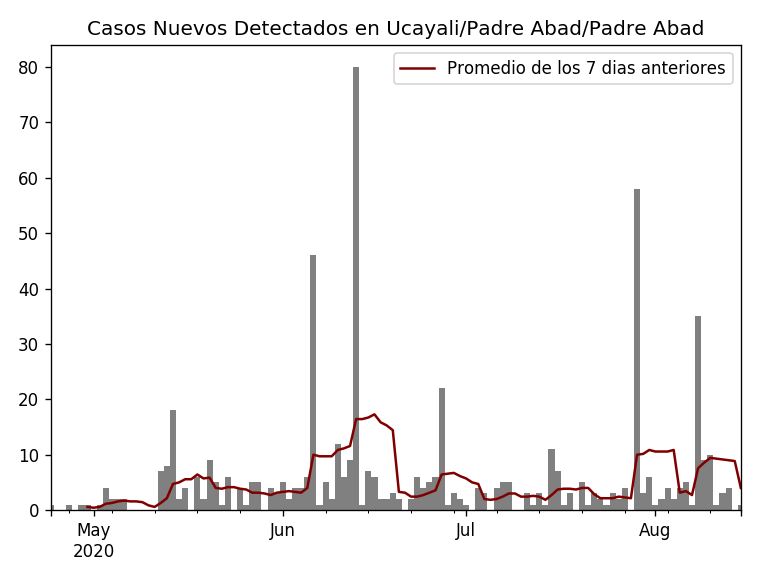 Casos Nuevos Detectados en Ucayali/Padre Abad/Padre Abad
Promedio de los 7 dias anteriores
80
70
60
50
40
30
20
10
0
May
2020
Jun
Jul
Aug